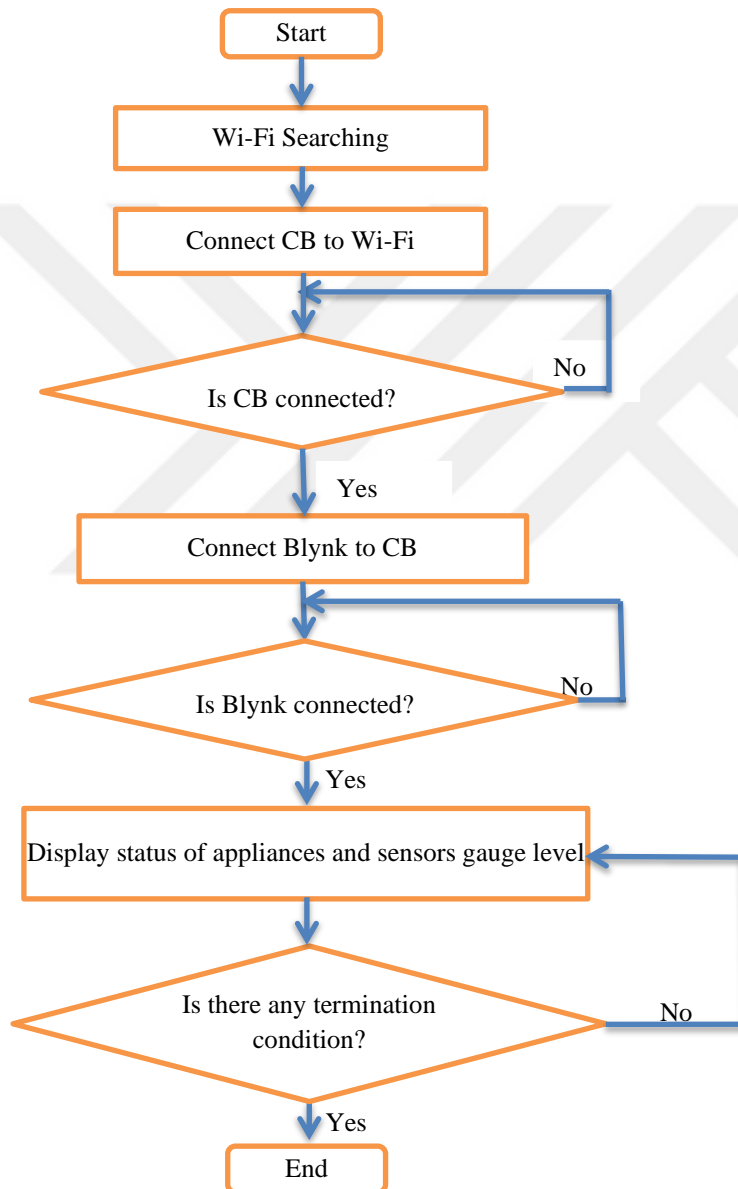 Start
Wi-Fi Searching
Connect CB to Wi-Fi
No
Is CB connected?
Yes
Connect Blynk to CB
No
Is Blynk connected?
Yes
Display status of appliances and sensors gauge level
Is there any termination
condition?
No
Yes
End